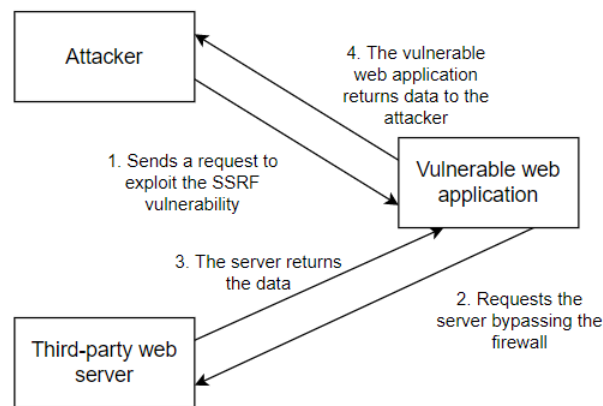 Attacker
4. The vulnerable
web application
returns data to the
attacker
1. Sends a request to
exploit the SSRF
vulnerability
Vulnerable web
application
3. The server returns
the data
2. Requests the
server bypassing the
firewall
Third-party web
server